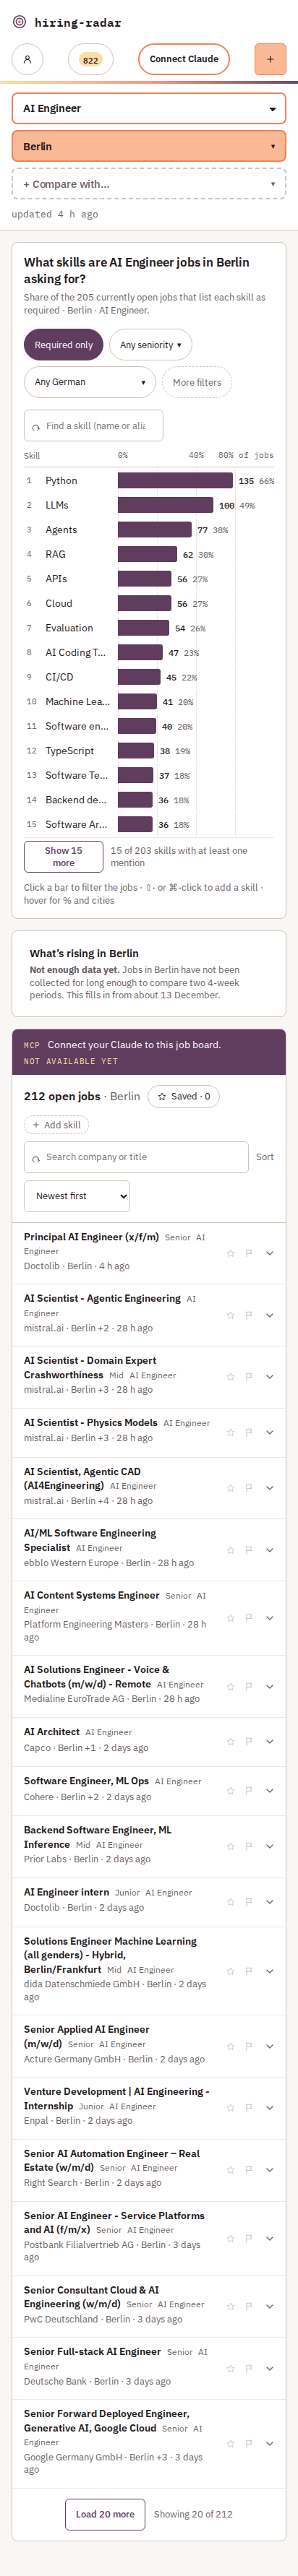 hiring-radar
822
Connect Claude
+
AI Engineer
Berlin
+ Compare with...
updated 4 h ago
What skills are AI Engineer jobs in Berlin
asking for?
Share of the 205 currently open jobs that list each skill as
required · Berlin · AI Engineer.
Required only
Any seniority
Any German
More filters
Find a skill (name or alia
Skill 0% 40% 80% of jobs
1 Python 135 66%
2 LLMs 100 49%
3 Agents 77 38%
4 RAG 62 30%
5 APIs 56 27%
6 Cloud 56 27%
7 Evaluation 54 26%
8 AI Coding T... 47 23%
9 CI/CD 45 22%
10 Machine Lea... 41 20%
11 Software en... 40 20%
12 TypeScript 38 19%
13 Software Te... 37 18%
14 Backend de... 36 18%
15 Software Ar... 36 18%
Show 15
more
15 of 203 skills with at least one
mention
Click a bar to filter the jobs · ⇧- or ⌘-click to add a skill ·
hover for % and cities
What's rising in Berlin
Not enough data yet. Jobs in Berlin have not been
collected for long enough to compare two 4-week
periods. This fills in from about 13 December.
MCP Connect your Claude to this job board.
NOT AVAILABLE YET
212 open jobs · Berlin
Saved · 0
+ Add skill
Search company or title
Sort
Newest first
Principal AI Engineer (x/f/m) Senior AI
Engineer
Doctolib · Berlin · 4 h ago
AI Scientist - Agentic Engineering AI
Engineer
mistral.ai · Berlin +2 · 28 h ago
AI Scientist - Domain Expert
Crashworthiness Mid AI Engineer
mistral.ai · Berlin +3 · 28 h ago
AI Scientist - Physics Models AI Engineer
mistral.ai · Berlin +3 · 28 h ago
AI Scientist, Agentic CAD
(AI4Engineering) AI Engineer
mistral.ai · Berlin +4 · 28 h ago
AI/ML Software Engineering
Specialist AI Engineer
ebblo Western Europe · Berlin · 28 h ago
AI Content Systems Engineer Senior AI
Engineer
Platform Engineering Masters · Berlin · 28 h
ago
AI Solutions Engineer - Voice &
Chatbots (m/w/d) - Remote AI Engineer
Medialine EuroTrade AG · Berlin · 28 h ago
AI Architect AI Engineer
Capco · Berlin +1 · 2 days ago
Software Engineer, ML Ops AI Engineer
Cohere · Berlin +2 · 2 days ago
Backend Software Engineer, ML
Inference Mid AI Engineer
Prior Labs · Berlin · 2 days ago
AI Engineer intern Junior AI Engineer
Doctolib · Berlin · 2 days ago
Solutions Engineer Machine Learning
(all genders) - Hybrid,
Berlin/Frankfurt Mid AI Engineer
dida Datenschmiede GmbH · Berlin · 2 days
ago
Senior Applied AI Engineer
(m/w/d) Senior AI Engineer
Acture Germany GmbH · Berlin · 2 days ago
Venture Development | AI Engineering -
Internship Junior AI Engineer
Enpal · Berlin · 2 days ago
Senior AI Automation Engineer – Real
Estate (w/m/d) Senior AI Engineer
Right Search · Berlin · 2 days ago
Senior AI Engineer - Service Platforms
and AI (f/m/x) Senior AI Engineer
Postbank Filialvertrieb AG · Berlin · 3 days
ago
Senior Consultant Cloud & AI
Engineering (w/m/d) Senior AI Engineer
PwC Deutschland · Berlin · 3 days ago
Senior Full-stack AI Engineer Senior AI
Engineer
Deutsche Bank · Berlin · 3 days ago
Senior Forward Deployed Engineer,
Generative AI, Google Cloud Senior AI
Engineer
Google Germany GmbH · Berlin +3 · 3 days
ago
Load 20 more
Showing 20 of 212